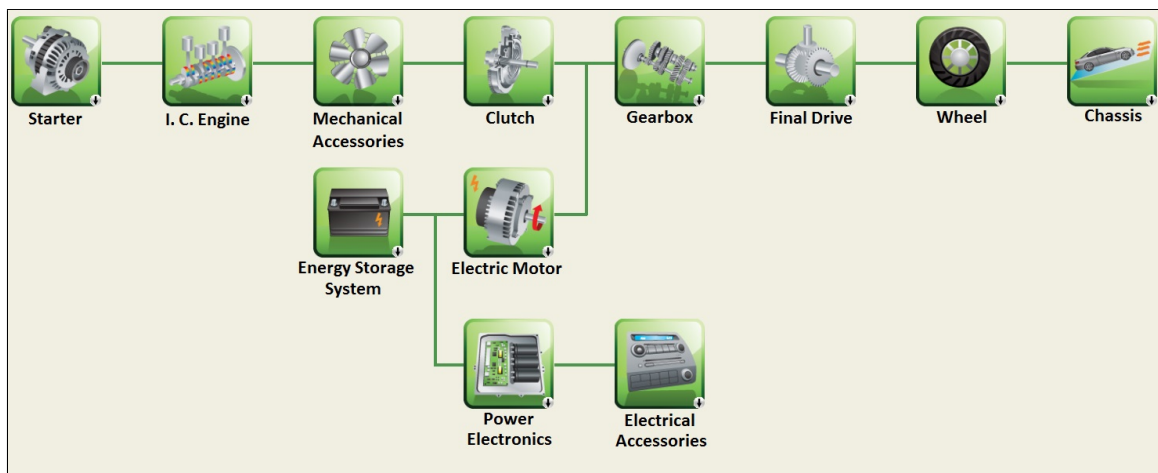 Starter
I. C. Engine
Mechanical
Accessories
Clutch
Gearbox
Final Drive
Wheel
Chassis
Energy Storage
System
Electric Motor
Power
Electronics
Electrical
Accessories